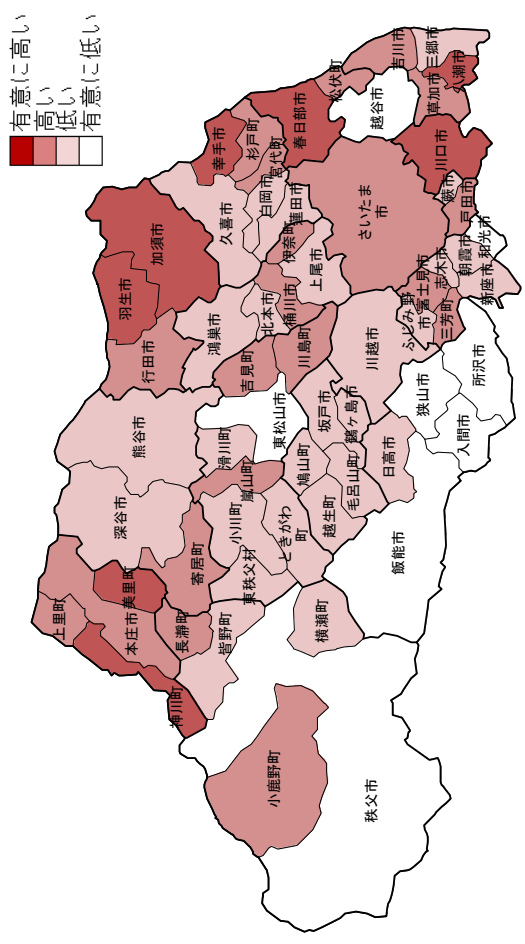 有意に高い
高い
低い
有意に低い
吉川市
三郷市
八潮市
草加市
松伏町
越谷市
春日部市
川口市
幸手市
杉戸町
宮代町
蕨市
戸田市
白岡市
蓮田市
さいたま
市
和光市
加須市
久喜市
伊奈町
上尾市
朝霞市
志木市
新座市
富士見市
ふじみ野
市
三芳町
羽生市
北本市
桶川市
鴻巣市
川島町
川越市
行田市
吉見町
所沢市
狭山市
坂戸市
鶴ヶ島市
東松山市
入間市
熊谷市
滑川町
日高市
鳩山町
毛呂山町
嵐山町
越生町
深谷市
小川町
ときがわ
町
飯能市
寄居町
東秩父村
美里町
上里町
本庄市
長瀞町
皆野町
横瀬町
神川町
小鹿野町
秩父市